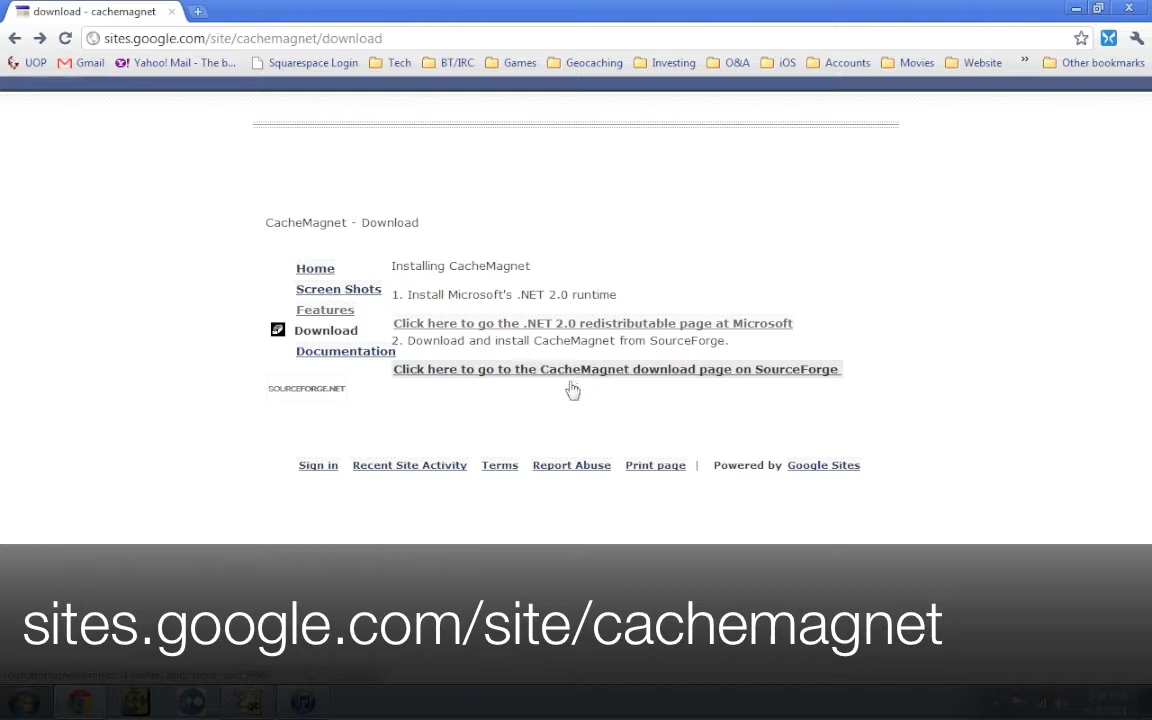 download - cachemagnet
sites.google.com/site/cachemagnet/download
UOP Gmail Yahoo! Mail - The b... Squarespace Login Tech BT/IRC Games Geocaching Investing O&A iOS Accounts Movies Website » Other bookmarks
CacheMagnet - Download
Home
Screen Shots
Features
Download
Documentation
SOURCEFORGE.NET
Installing CacheMagnet
1. Install Microsoft's .NET 2.0 runtime
Click here to go the .NET 2.0 redistributable page at Microsoft
2. Download and install CacheMagnet from SourceForge.
Click here to go to the CacheMagnet download page on SourceForge
Sign in Recent Site Activity Terms Report Abuse Print page | Powered by Google Sites
sites.google.com/site/cachemagnet